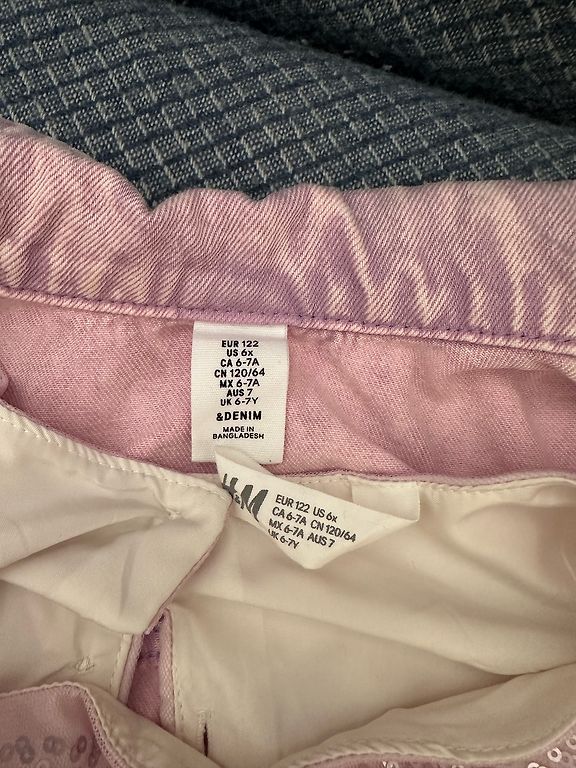 EUR 122
US 6x
CA 6-7A
CN 120/64
MX 6-7A
AUS 7
UK 6-7Y
&DENIM
MADE IN
BANGLADESH
H&M
EUR 122 US 6x
CA 6-7A CN 120/64
MX 6-7A AUS 7
UK 6-7Y